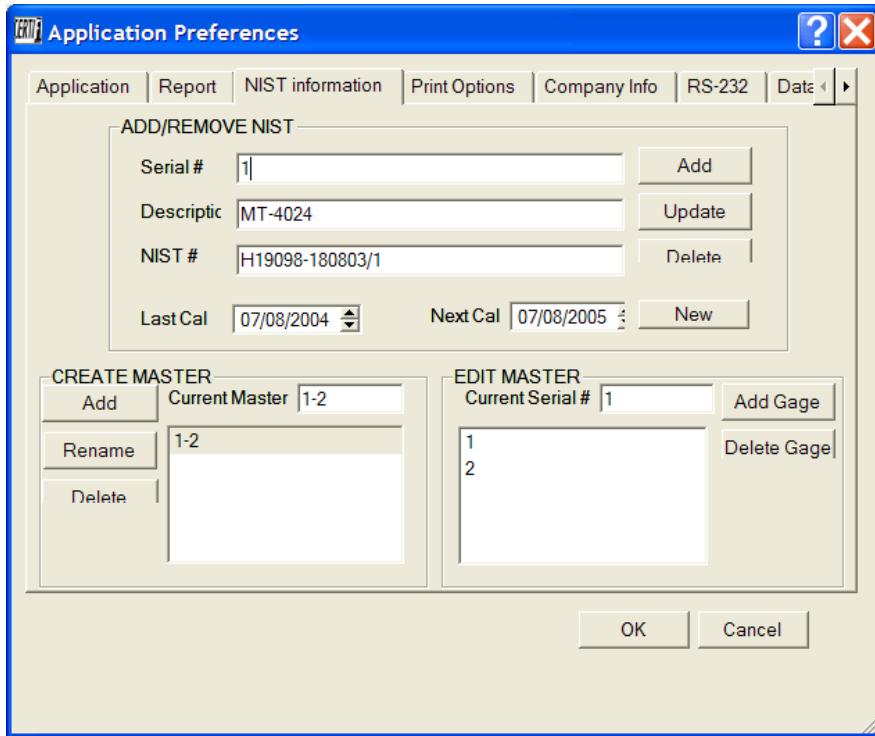 CERTi
Application Preferences
Application Report NIST information Print Options Company Info RS-232 Data
ADD/REMOVE NIST
Serial # 1 Add
Descriptic MT-4024 Update
NIST # H19098-180803/1 Delete
Last Cal 07/08/2004 Next Cal 07/08/2005 New
CREATE MASTER
Add Current Master 1-2
Rename 1-2
Delete
EDIT MASTER
Current Serial # 1 Add Gage
1 Delete Gage
2
OK Cancel